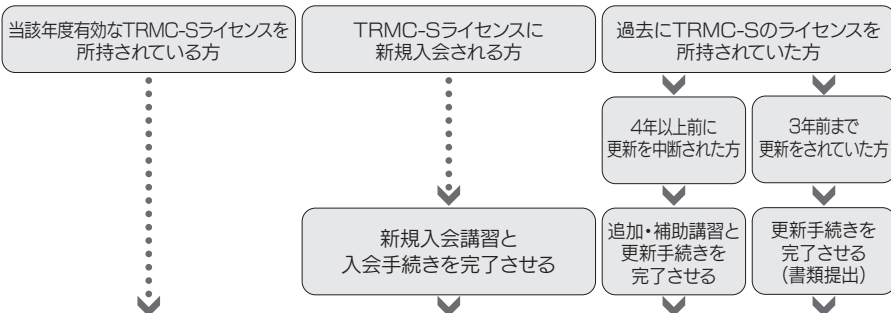 当該年度有効なTRMC-Sライセンスを
所持されている方
TRMC-Sライセンスに
新規入会される方
過去にTRMC-Sのライセンスを
所持されていた方
4年以上前に
更新を中断された方
3年前まで
更新をされていた方
新規入会講習と
入会手続きを完了させる
追加・補助講習と
更新手続きを
完了させる
更新手続きを
完了させる
(書類提出)